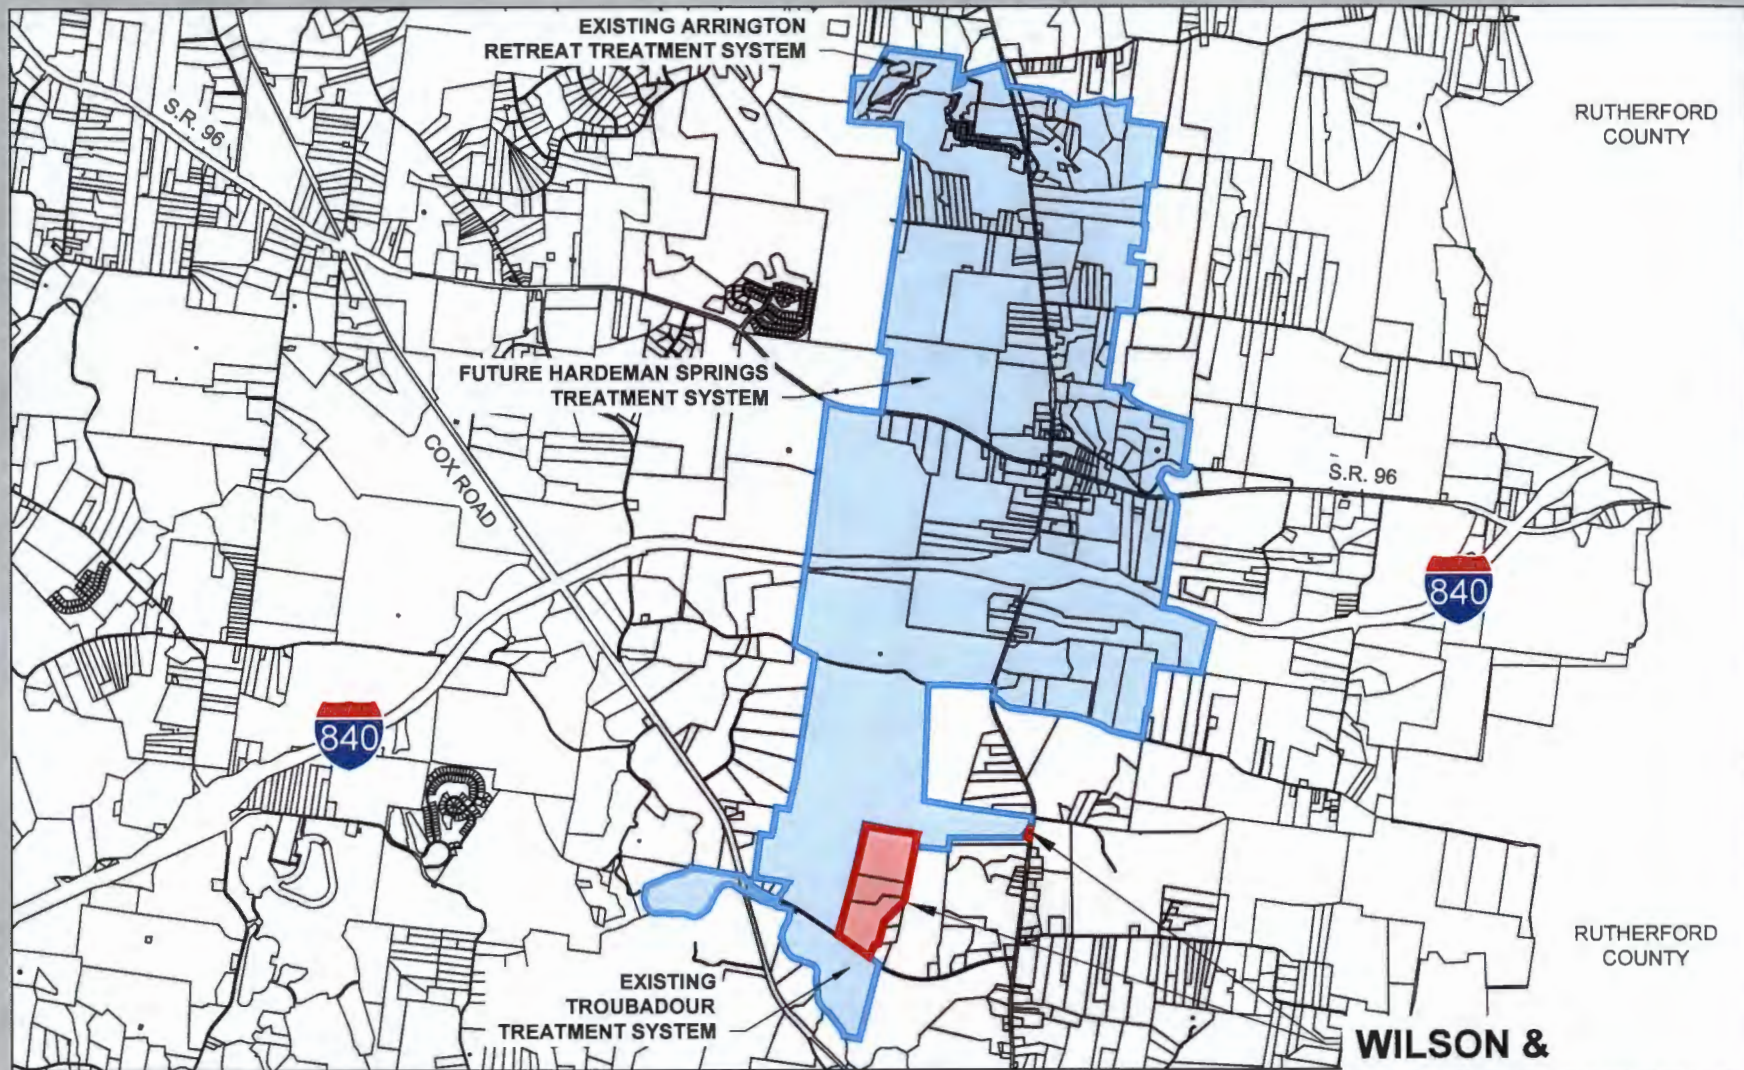 EXISTING ARRINGTON
RETREAT TREATMENT SYSTEM
RUTHERFORD
COUNTY
S.R. 96
FUTURE HARDEMAN SPRINGS
TREATMENT SYSTEM
COX ROAD
S.R. 96
840
840
RUTHERFORD
COUNTY
EXISTING
TROUBADOUR
TREATMENT SYSTEM
WILSON &